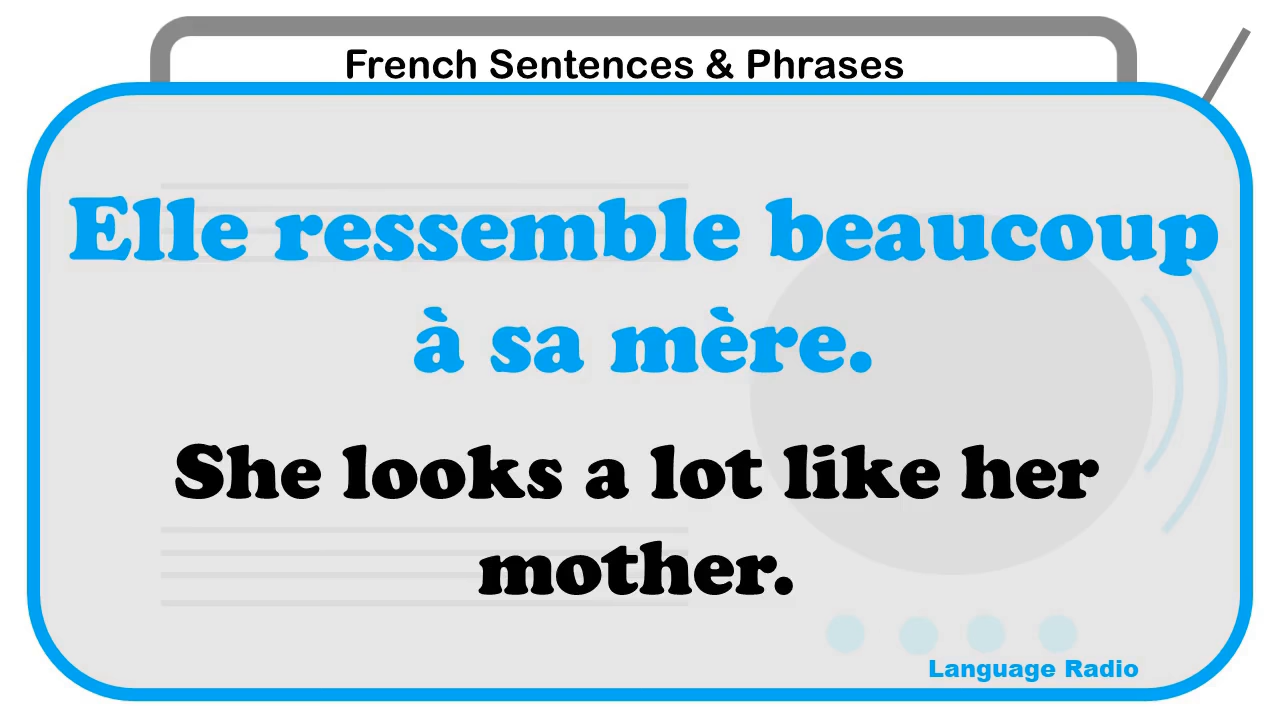 French Sentences & Phrases
Elle ressemble beaucoup
à sa mère.
She looks a lot like her
mother.
Language Radio